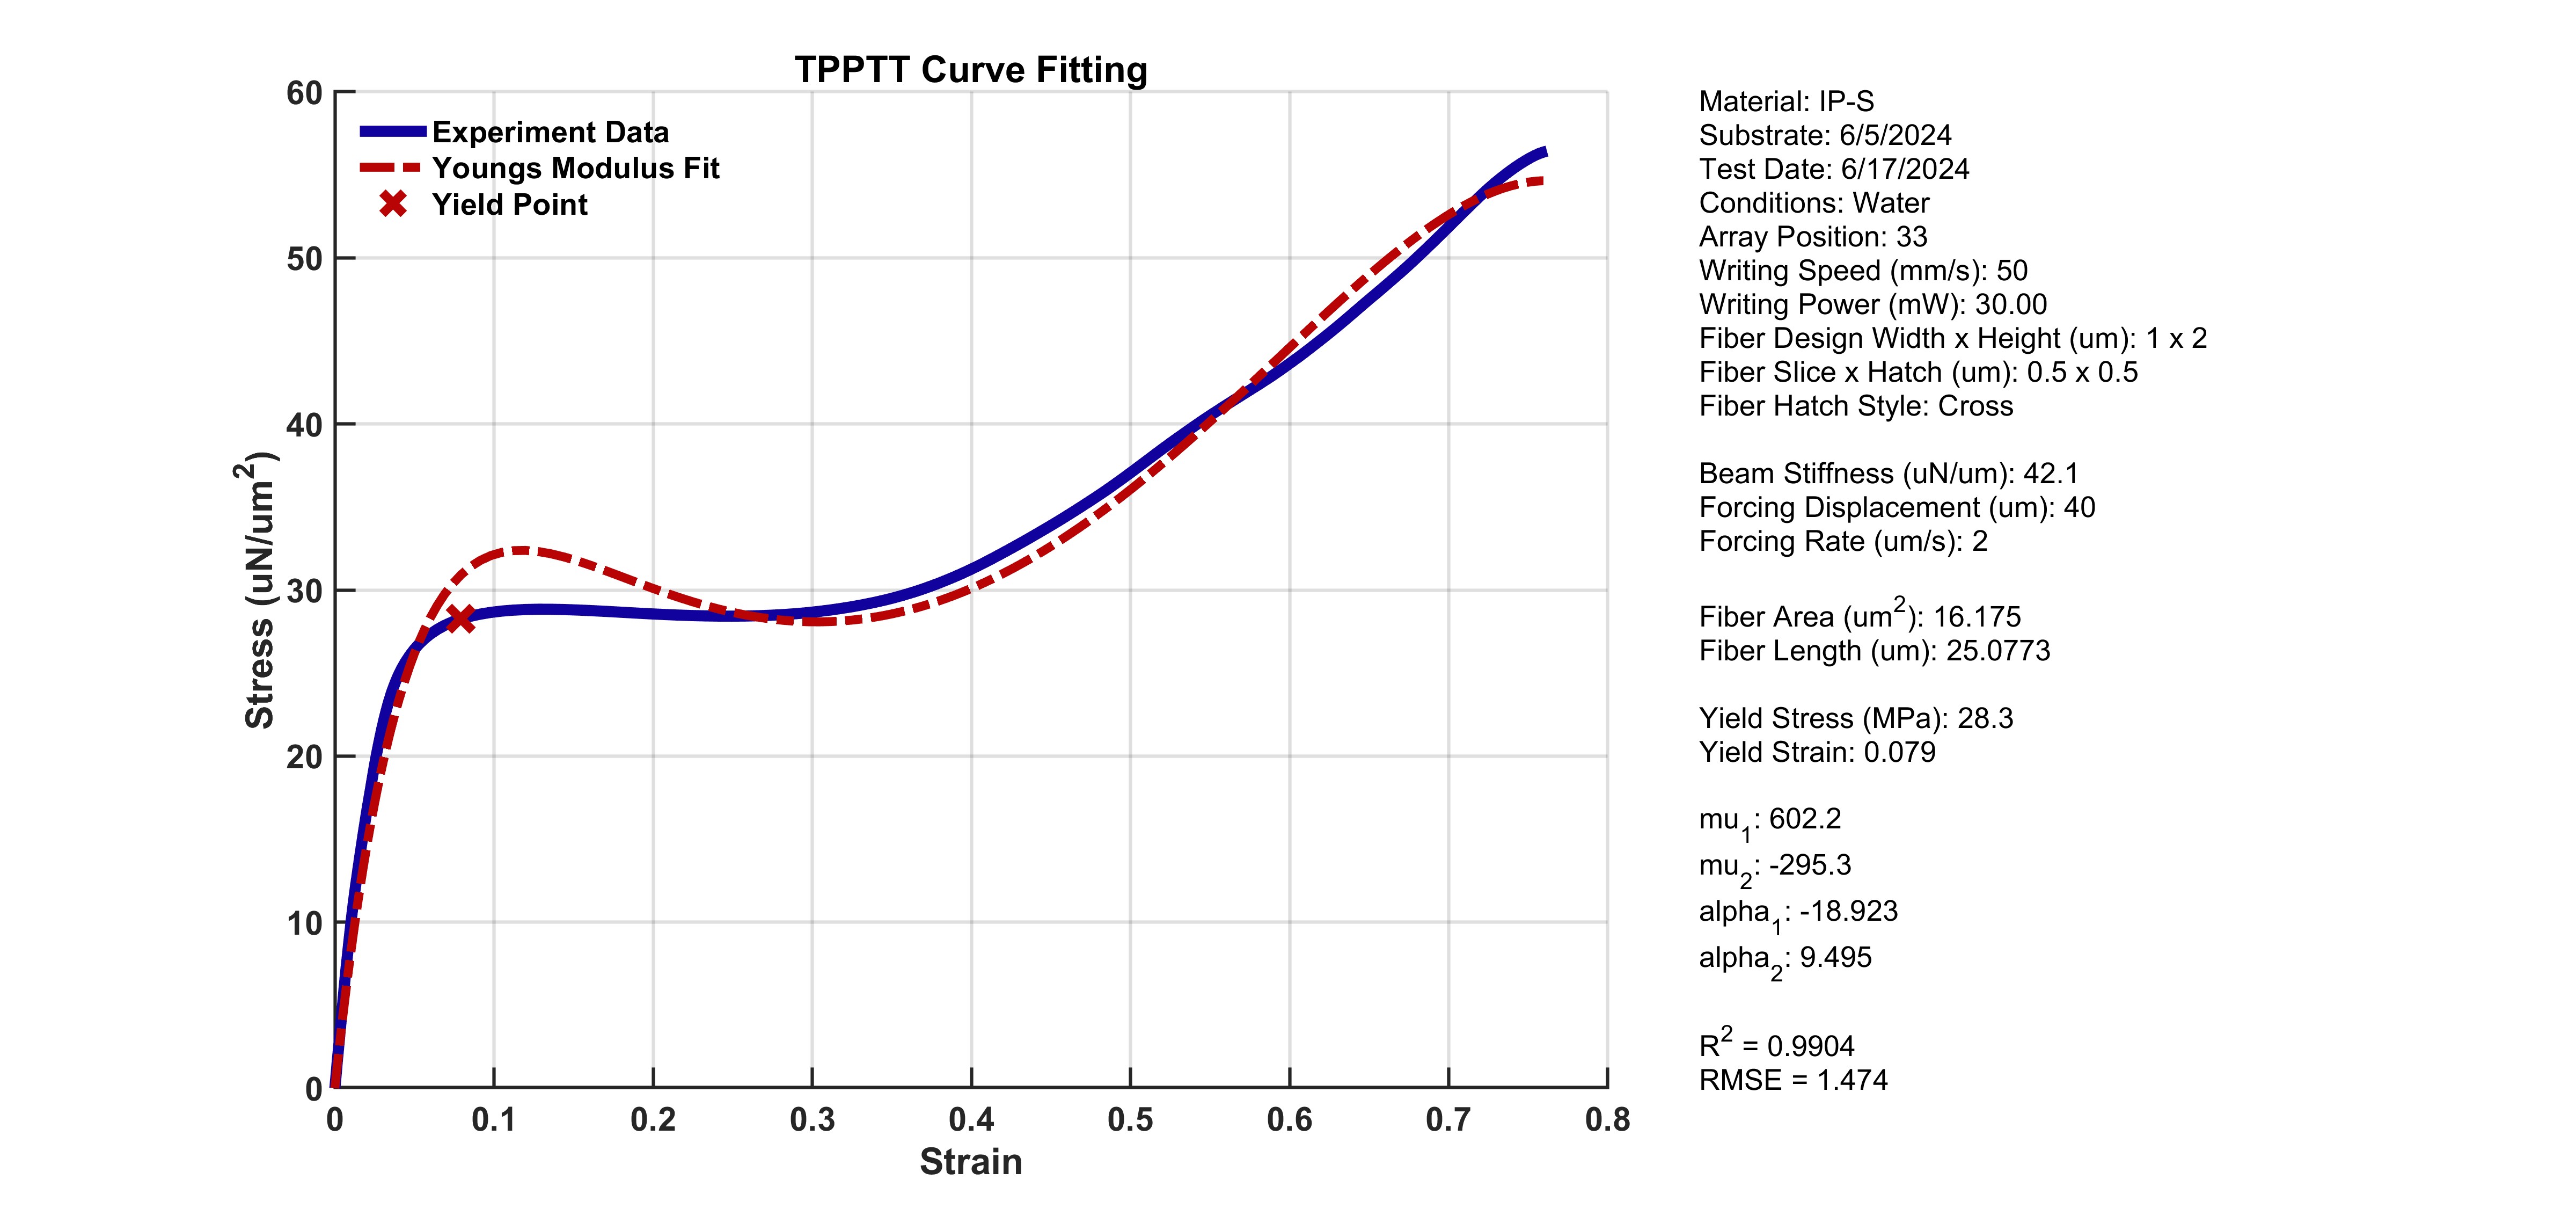 TPPTT Curve Fitting
60
50
40
30
20
10
0
Stress (uN/um²)
Experiment Data
Youngs Modulus Fit
Yield Point
0 0.1 0.2 0.3 0.4 0.5 0.6 0.7 0.8
Strain
Material: IP-S
Substrate: 6/5/2024
Test Date: 6/17/2024
Conditions: Water
Array Position: 33
Writing Speed (mm/s): 50
Writing Power (mW): 30.00
Fiber Design Width x Height (um): 1 x 2
Fiber Slice x Hatch (um): 0.5 x 0.5
Fiber Hatch Style: Cross
Beam Stiffness (uN/um): 42.1
Forcing Displacement (um): 40
Forcing Rate (um/s): 2
Fiber Area (um²): 16.175
Fiber Length (um): 25.0773
Yield Stress (MPa): 28.3
Yield Strain: 0.079
mu₁: 602.2
mu₂: -295.3
alpha₁: -18.923
alpha₂: 9.495
R² = 0.9904
RMSE = 1.474